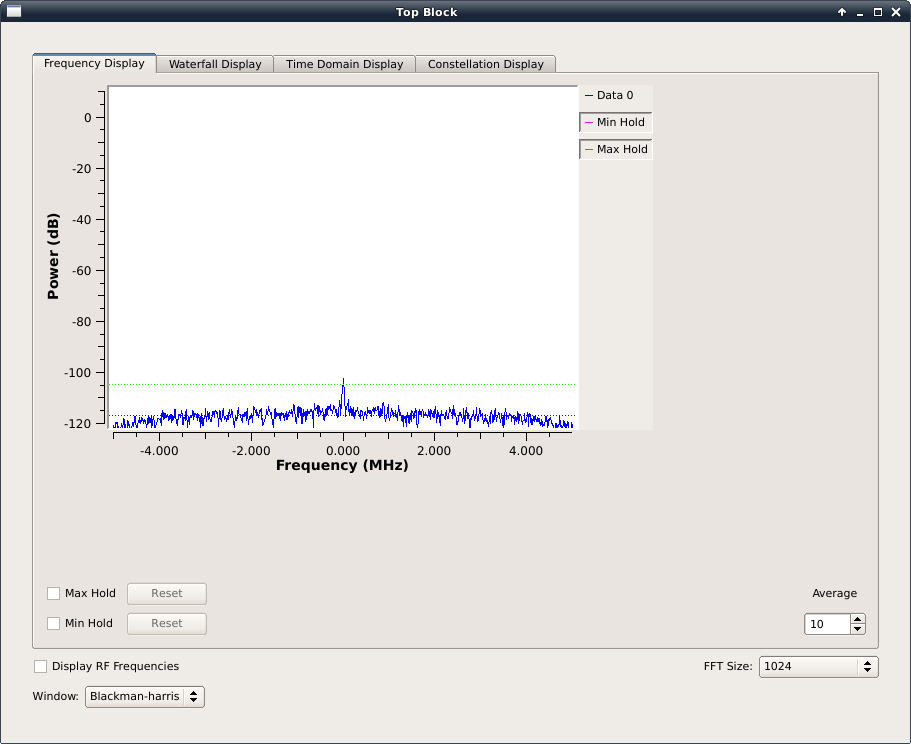 Top Block
Frequency Display
Waterfall Display
Time Domain Display
Constellation Display
Data 0
Min Hold
Max Hold
0
-20
-40
-60
-80
-100
-120
Power (dB)
-4.000 -2.000 0.000 2.000 4.000
Frequency (MHz)
Max Hold Reset
Average
Min Hold Reset
10
Display RF Frequencies
FFT Size: 1024
Window: Blackman-harris